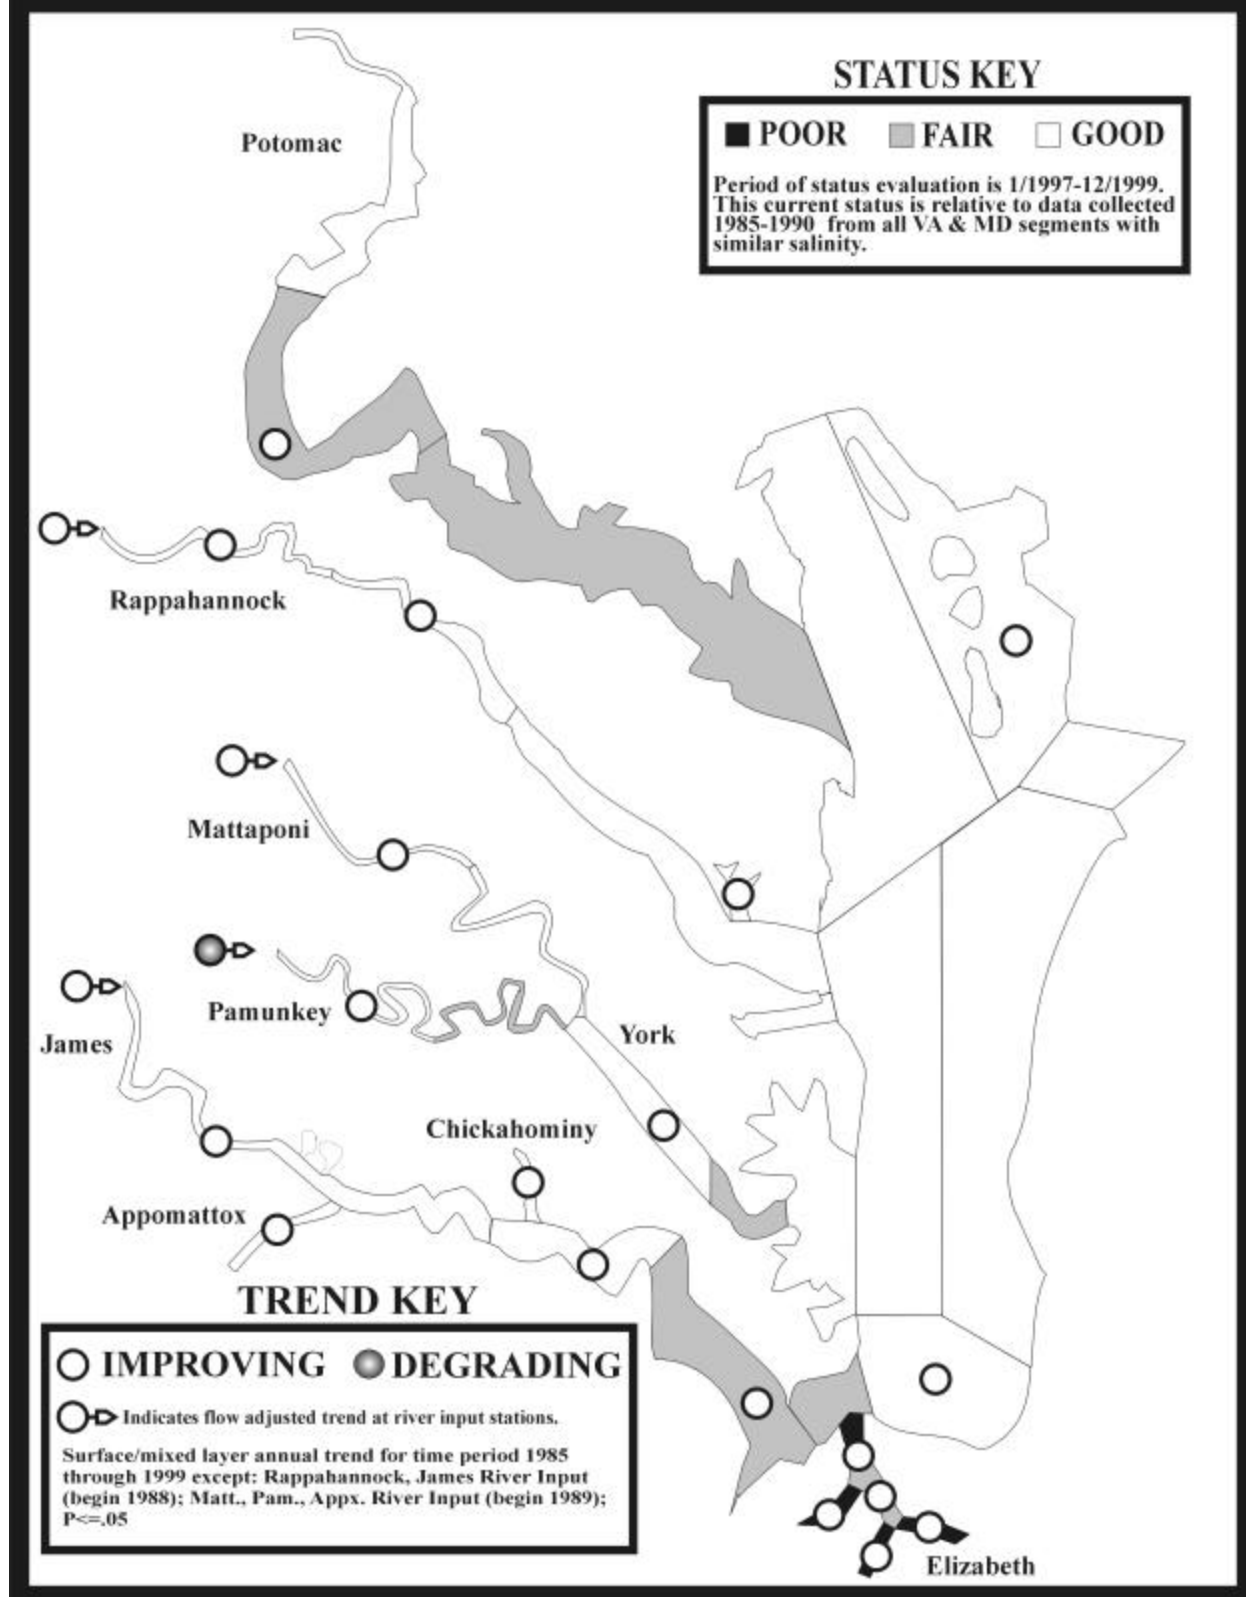 STATUS KEY
POOR FAIR GOOD
Period of status evaluation is 1/1997-12/1999.
This current status is relative to data collected
1985-1990 from all VA & MD segments with
similar salinity.
Potomac
Rappahannock
Mattaponi
Pamunkey
York
James
Chickahominy
Appomattox
TREND KEY
IMPROVING DEGRADING
Indicates flow adjusted trend at river input stations.
Surface/mixed layer annual trend for time period 1985
through 1999 except: Rappahannock, James River Input
(begin 1988); Matt., Pam., Appx. River Input (begin 1989);
P<=.05
Elizabeth